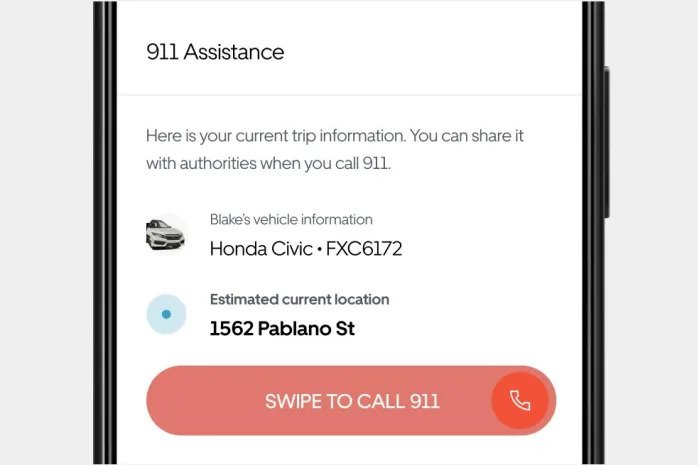 911 Assistance
Here is your current trip information. You can share it
with authorities when you call 911.
Blake's vehicle information
Honda Civic • FXC6172
Estimated current location
1562 Pablano St
SWIPE TO CALL 911